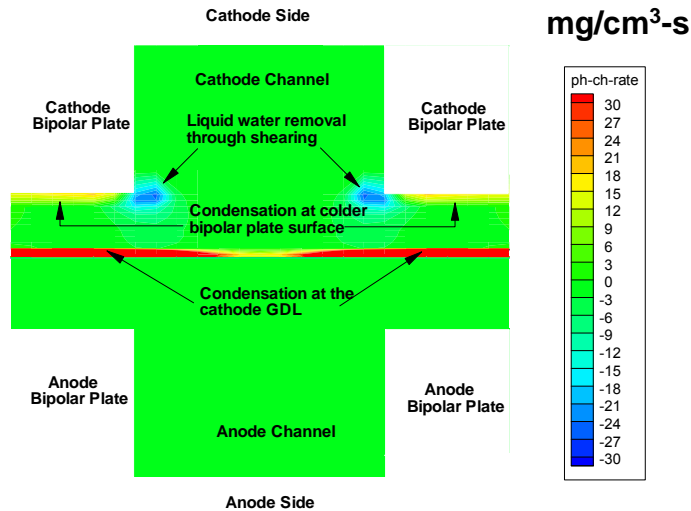 Cathode Side
mg/cm³-s
Cathode Channel
Cathode
Bipolar Plate
Cathode
Bipolar Plate
Liquid water removal
through shearing
Condensation at colder
bipolar plate surface
Condensation at the
cathode GDL
Anode
Bipolar Plate
Anode
Bipolar Plate
Anode Channel
Anode Side
ph-ch-rate
30
27
24
21
18
15
12
9
6
3
0
-3
-6
-9
-12
-15
-18
-21
-24
-27
-30